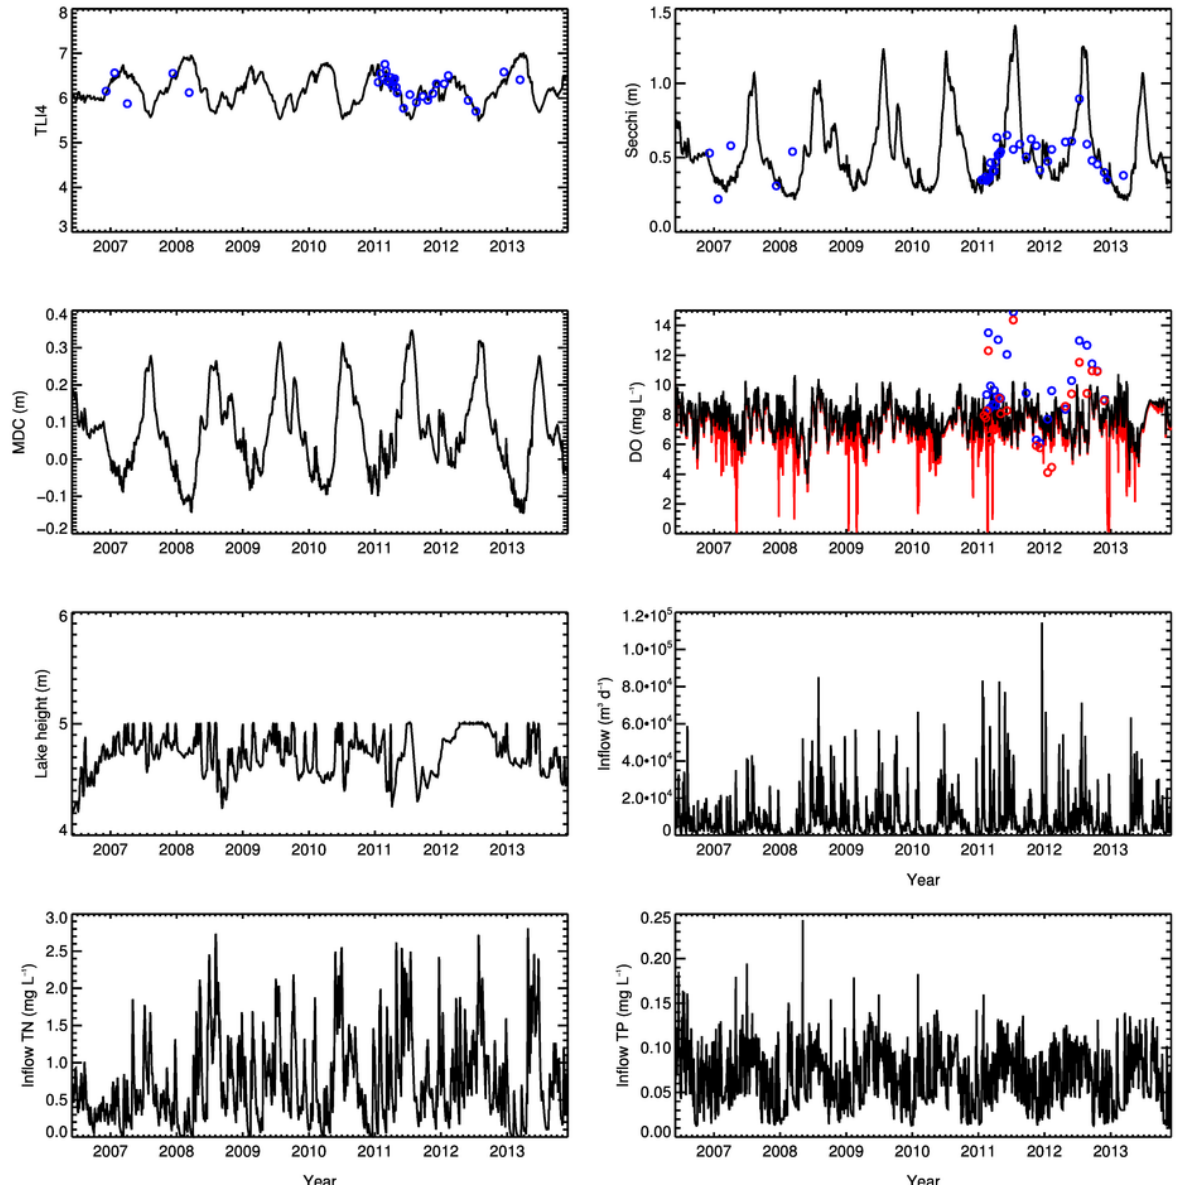 8
7
6
5
4
3
TLI4
2007 2008 2009 2010 2011 2012 2013
1.5
1.0
0.5
0.0
Secchi (m)
2007 2008 2009 2010 2011 2012 2013
0.4
0.3
0.2
0.1
0.0
−0.1
−0.2
MDC (m)
2007 2008 2009 2010 2011 2012 2013
14
12
10
8
6
4
2
0
DO (mg L⁻¹)
2007 2008 2009 2010 2011 2012 2013
6
5
4
Lake height (m)
2007 2008 2009 2010 2011 2012 2013
1.2•10⁵
1.0•10⁵
8.0•10⁴
6.0•10⁴
4.0•10⁴
2.0•10⁴
0
Inflow (m³ d⁻¹)
2007 2008 2009 2010 2011 2012 2013
Year
3.0
2.5
2.0
1.5
1.0
0.5
0.0
Inflow TN (mg L⁻¹)
2007 2008 2009 2010 2011 2012 2013
Year
0.25
0.20
0.15
0.10
0.05
0.00
Inflow TP (mg L⁻¹)
2007 2008 2009 2010 2011 2012 2013
Year